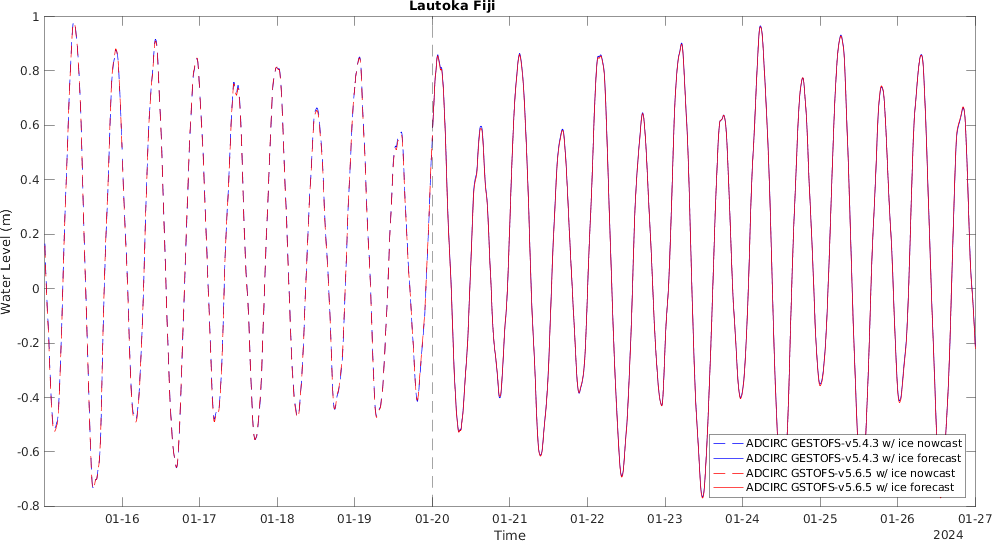 Lautoka Fiji
Water Level (m)
1
0.8
0.6
0.4
0.2
0
-0.2
-0.4
-0.6
-0.8
ADCIRC GESTOFS-v5.4.3 w/ ice nowcast
ADCIRC GESTOFS-v5.4.3 w/ ice forecast
ADCIRC GSTOFS-v5.6.5 w/ ice nowcast
ADCIRC GSTOFS-v5.6.5 w/ ice forecast
01-16 01-17 01-18 01-19 01-20 01-21 01-22 01-23 01-24 01-25 01-26 01-27
Time
2024